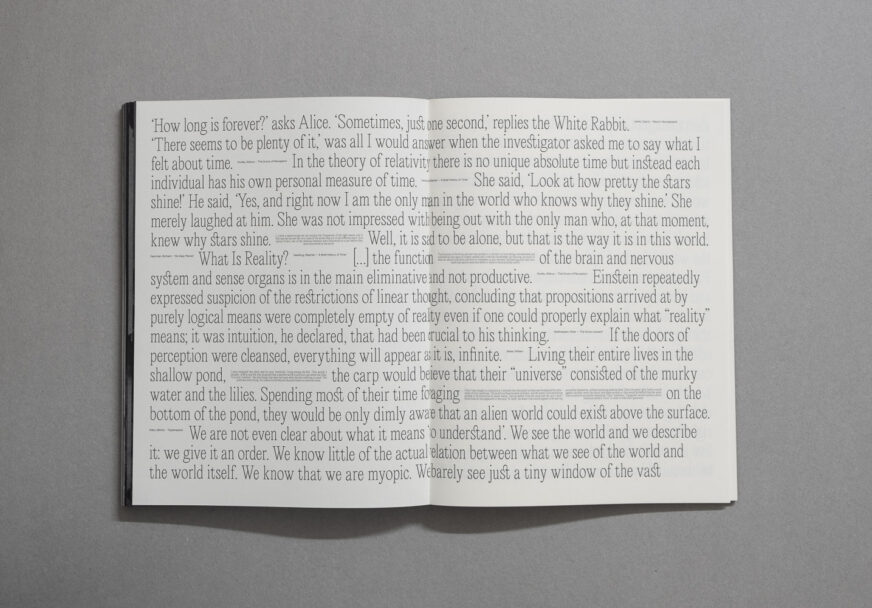 ‘How long is forever?’ asks Alice. ‘Sometimes, just one second,’ replies the White Rabbit.
‘There seems to be plenty of it,’ was all I would answer when the investigator asked me to say what I
felt about time. Huxley, Aldous – The Doors of Perception In the theory of relativity there is no unique absolute time but instead each
individual has his own personal measure of time. She said, ‘Look at how pretty the stars
shine!’ He said, ‘Yes, and right now I am the only man in the world who knows why they shine.’ She
merely laughed at him. She was not impressed with being out with the only man who, at that moment,
knew why stars shine. Well, it is sad to be alone, but that is the way it is in this world.
What Is Reality? [...] the function of the brain and nervous
system and sense organs is in the main eliminative and not productive. Huxley, Aldous – The Doors of Perception Einstein repeatedly
expressed suspicion of the restrictions of linear thought, concluding that propositions arrived at by
purely logical means were completely empty of reality even if one could properly explain what “reality”
means; it was intuition, he declared, that had been crucial to his thinking. If the doors of
perception were cleansed, everything will appear as it is, infinite. Living their entire lives in the
shallow pond, the carp would believe that their “universe” consisted of the murky
water and the lilies. Spending most of their time foraging on the
bottom of the pond, they would be only dimly aware that an alien world could exist above the surface.
We are not even clear about what it means ‘to understand’. We see the world and we describe
it: we give it an order. We know little of the actual relation between what we see of the world and
the world itself. We know that we are myopic. We barely see just a tiny window of the vast